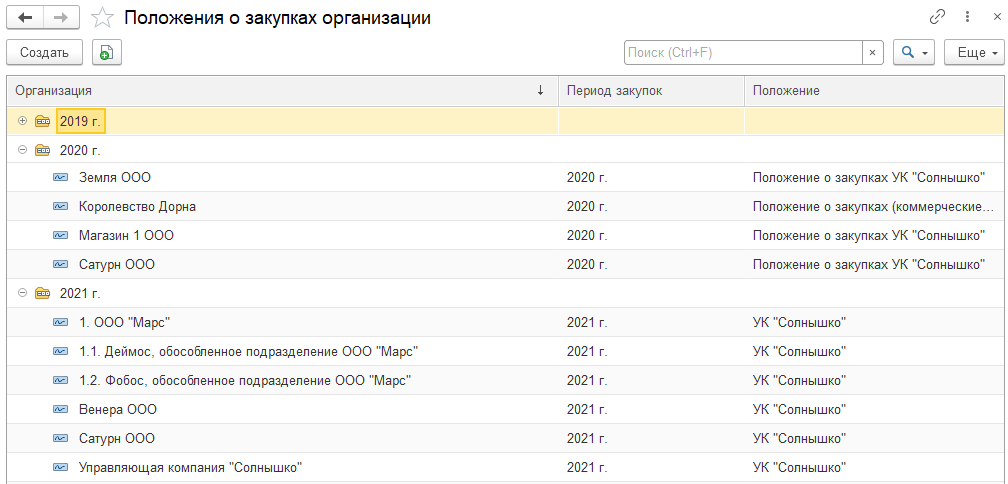 Положения о закупках организации
Создать Поиск (Ctrl+F) × Еще
Организация ↓ Период закупок Положение
2019 г.
2020 г.
Земля ООО 2020 г. Положение о закупках УК "Солнышко"
Королевство Дорна 2020 г. Положение о закупках (коммерческие...
Магазин 1 ООО 2020 г. Положение о закупках УК "Солнышко"
Сатурн ООО 2020 г. Положение о закупках УК "Солнышко"
2021 г.
1. ООО "Марс" 2021 г. УК "Солнышко"
1.1. Деймос, обособленное подразделение ООО "Марс" 2021 г. УК "Солнышко"
1.2. Фобос, обособленное подразделение ООО "Марс" 2021 г. УК "Солнышко"
Венера ООО 2021 г. УК "Солнышко"
Сатурн ООО 2021 г. УК "Солнышко"
Управляющая компания "Солнышко" 2021 г. УК "Солнышко"